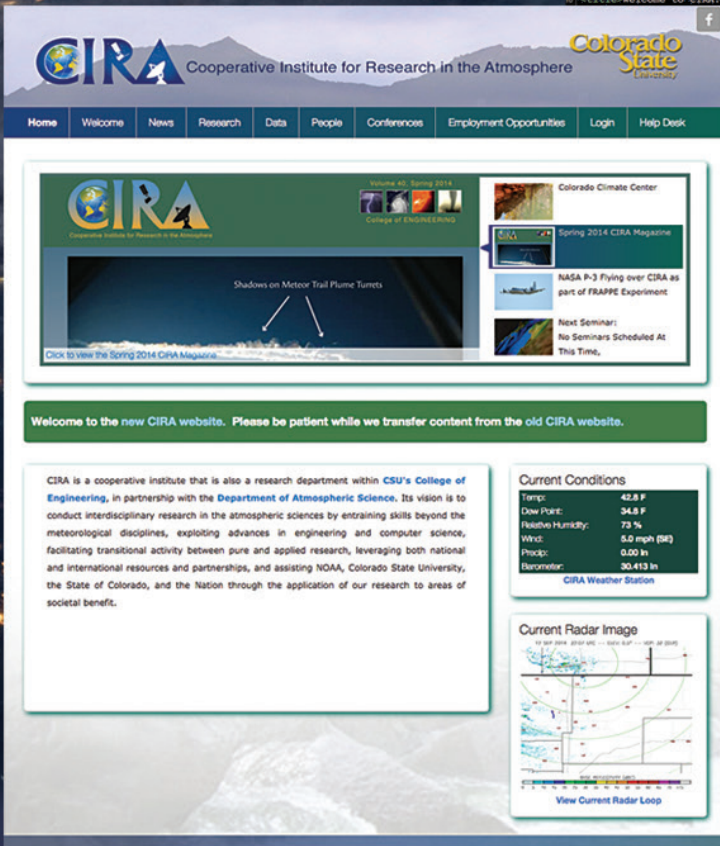 CIRA
Cooperative Institute for Research in the Atmosphere
Colorado
State
University
f
Home
Welcome
News
Research
Data
People
Conferences
Employment Opportunities
Login
Help Desk
CIRA
Cooperative Institute for Research in the Atmosphere
Volume 40, Spring 2014
College of ENGINEERING
Shadows on Meteor Trail Plume Turrets
Click to view the Spring 2014 CIRA Magazine
Colorado Climate Center
Spring 2014 CIRA Magazine
NASA P-3 Flying over CIRA as
part of FRAPPE Experiment
Next Seminar:
No Seminars Scheduled At
This Time,
Welcome to the new CIRA website. Please be patient while we transfer content from the old CIRA website.
CIRA is a cooperative institute that is also a research department within CSU's College of
Engineering, in partnership with the Department of Atmospheric Science. Its vision is to
conduct interdisciplinary research in the atmospheric sciences by entraining skills beyond the
meteorological disciplines, exploiting advances in engineering and computer science,
facilitating transitional activity between pure and applied research, leveraging both national
and international resources and partnerships, and assisting NOAA, Colorado State University,
the State of Colorado, and the Nation through the application of our research to areas of
societal benefit.
Current Conditions
Temp: 42.8 F
Dew Point: 34.8 F
Relative Humidity: 73 %
Wind: 5.0 mph (SE)
Precip: 0.00 in
Barometer: 30.413 in
CIRA Weather Station
Current Radar Image
View Current Radar Loop